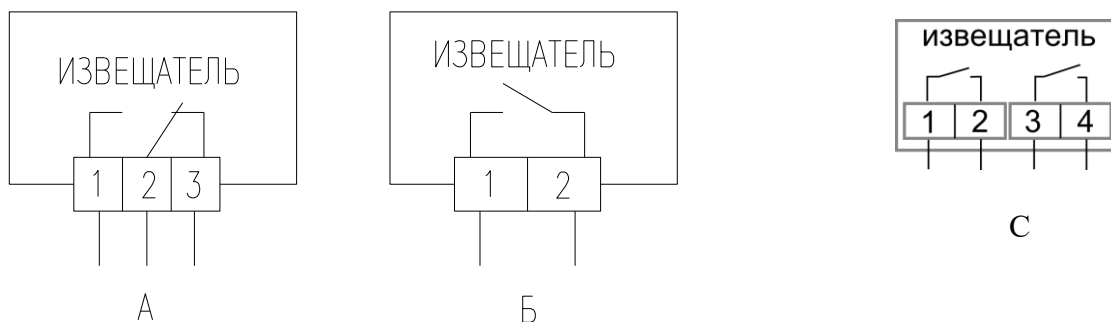 ИЗВЕЩАТЕЛЬ
1 2 3
А
ИЗВЕЩАТЕЛЬ
1 2
Б
извещатель
1 2 3 4
С